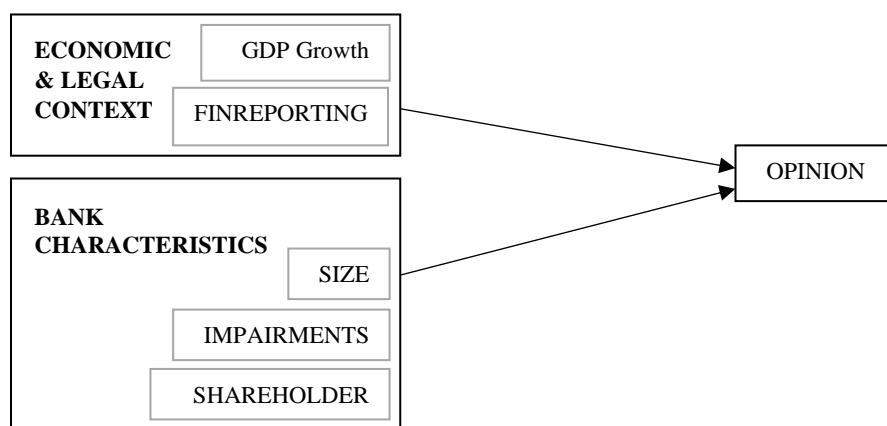 ECONOMIC
& LEGAL
CONTEXT
GDP Growth
FINREPORTING
OPINION
BANK
CHARACTERISTICS
SIZE
IMPAIRMENTS
SHAREHOLDER